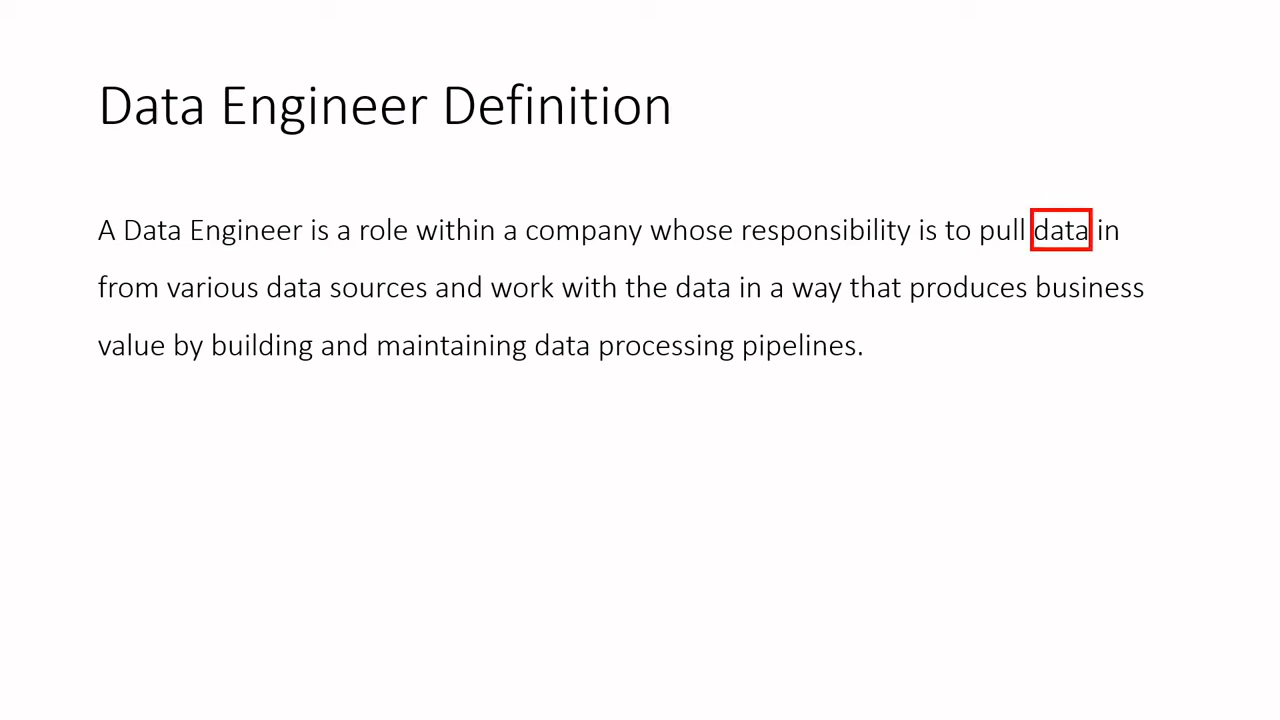 Data Engineer Definition
A Data Engineer is a role within a company whose responsibility is to pull data in
from various data sources and work with the data in a way that produces business
value by building and maintaining data processing pipelines.